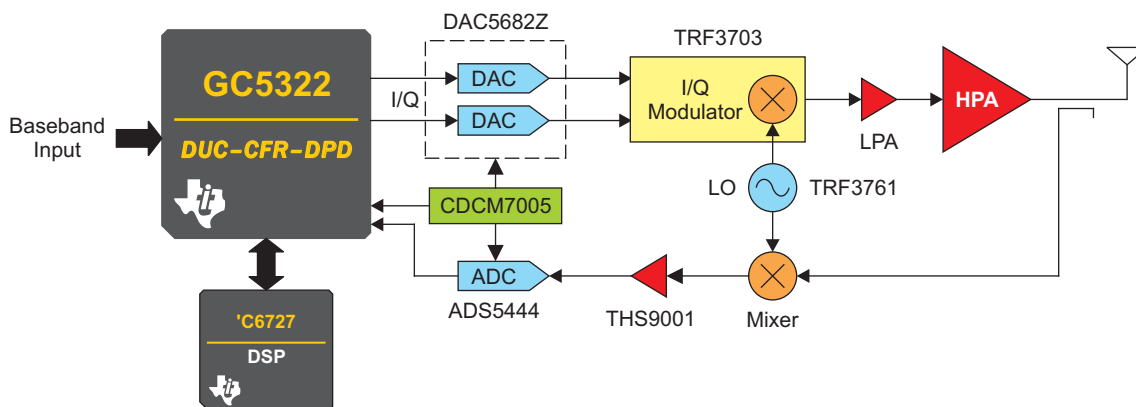 DAC5682Z
TRF3703
GC5322
DUC–CFR–DPD
Baseband
Input
I/Q
DAC
DAC
I/Q
Modulator
LPA
HPA
CDCM7005
LO
TRF3761
ADC
ADS5444
THS9001
Mixer
'C6727
DSP